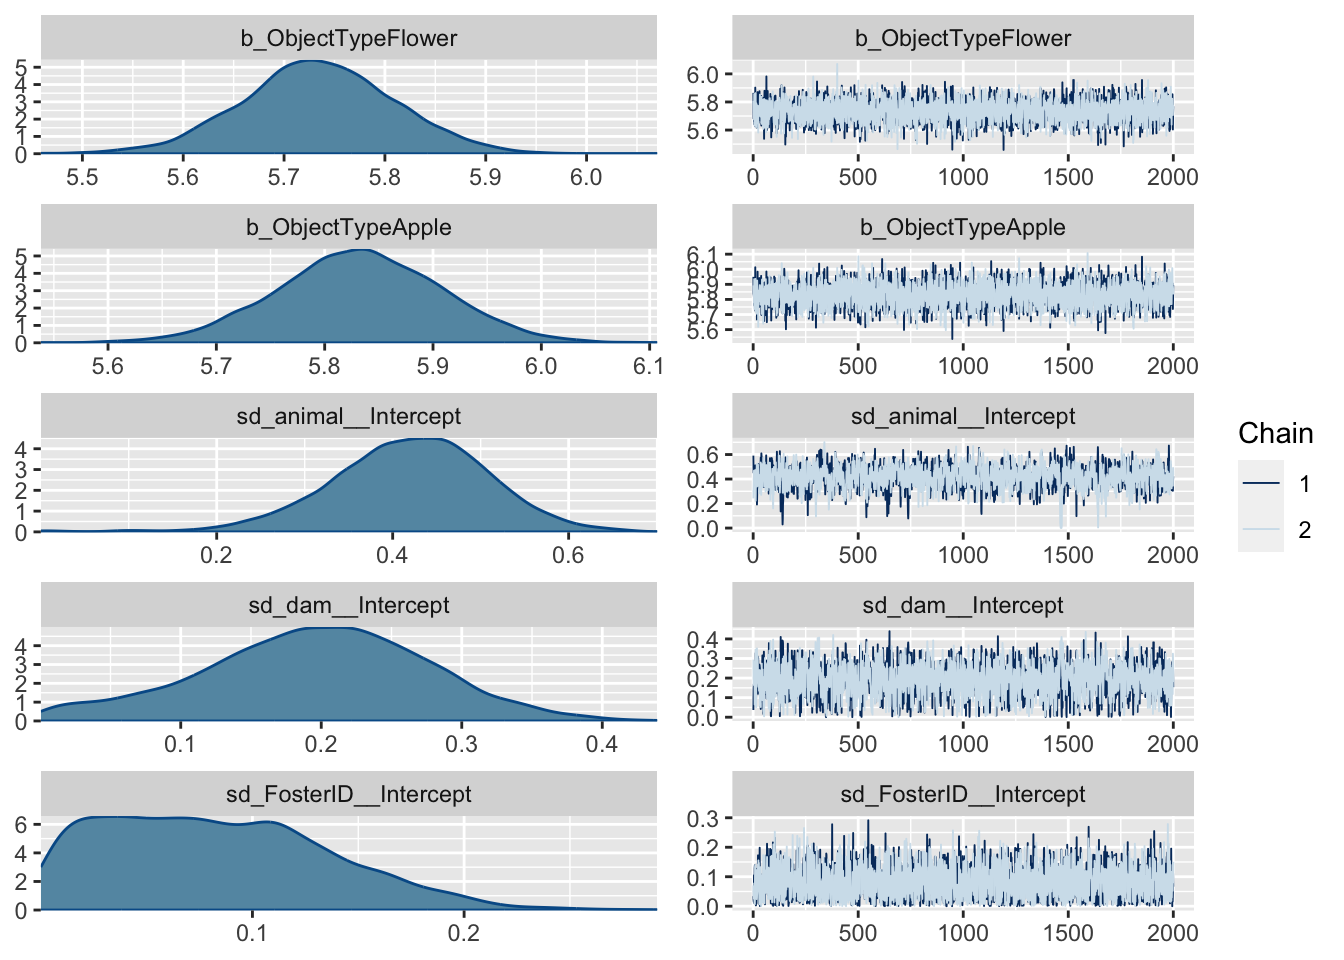 b_ObjectTypeFlower
5
4
3
2
1
0
5.5 5.6 5.7 5.8 5.9 6.0
b_ObjectTypeFlower
6.0
5.8
5.6
0 500 1000 1500 2000
b_ObjectTypeApple
5
4
3
2
1
0
5.6 5.7 5.8 5.9 6.0 6.1
b_ObjectTypeApple
6.1
6.0
5.9
5.8
5.7
5.6
0 500 1000 1500 2000
sd_animal__Intercept
4
3
2
1
0
0.2 0.4 0.6
sd_animal__Intercept
0.6
0.4
0.2
0.0
0 500 1000 1500 2000
sd_dam__Intercept
4
3
2
1
0
0.1 0.2 0.3 0.4
sd_dam__Intercept
0.4
0.3
0.2
0.1
0.0
0 500 1000 1500 2000
sd_FosterID__Intercept
6
4
2
0
0.1 0.2
sd_FosterID__Intercept
0.3
0.2
0.1
0.0
0 500 1000 1500 2000
Chain
1
2